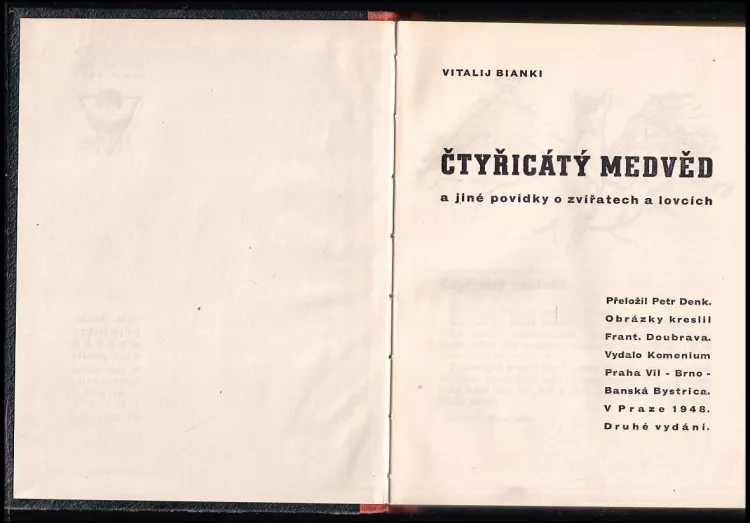 VITALIJ BIANKI
ČTYŘICÁTÝ MEDVĚD
a jiné povídky o zvířatech a lovcích
Přeložil Petr Denk.
Obrázky kreslil
Frant. Doubrava.
Vydalo Komenium
Praha VII - Brno -
Banská Bystrica.
V Praze 1948.
Druhé vydání.